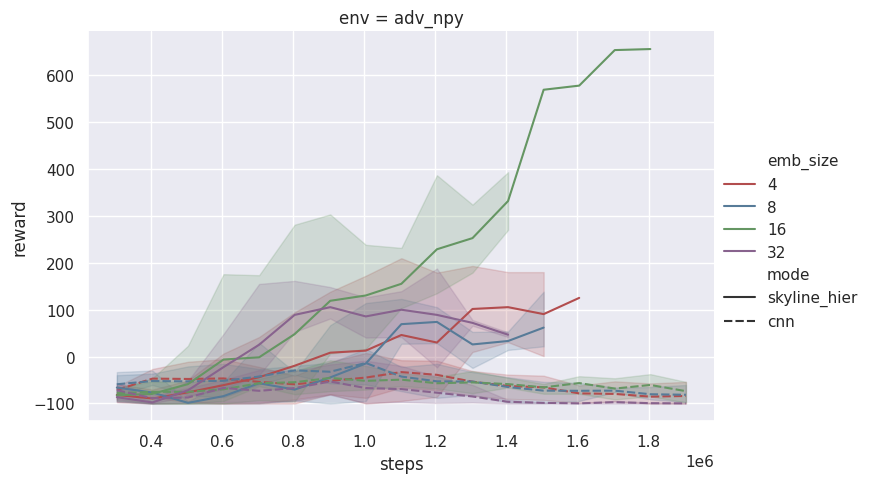 env = adv_npy
reward
600
500
400
300
200
100
0
−100
0.4
0.6
0.8
1.0
1.2
1.4
1.6
1.8
1e6
steps
emb_size
4
8
16
32
mode
skyline_hier
cnn